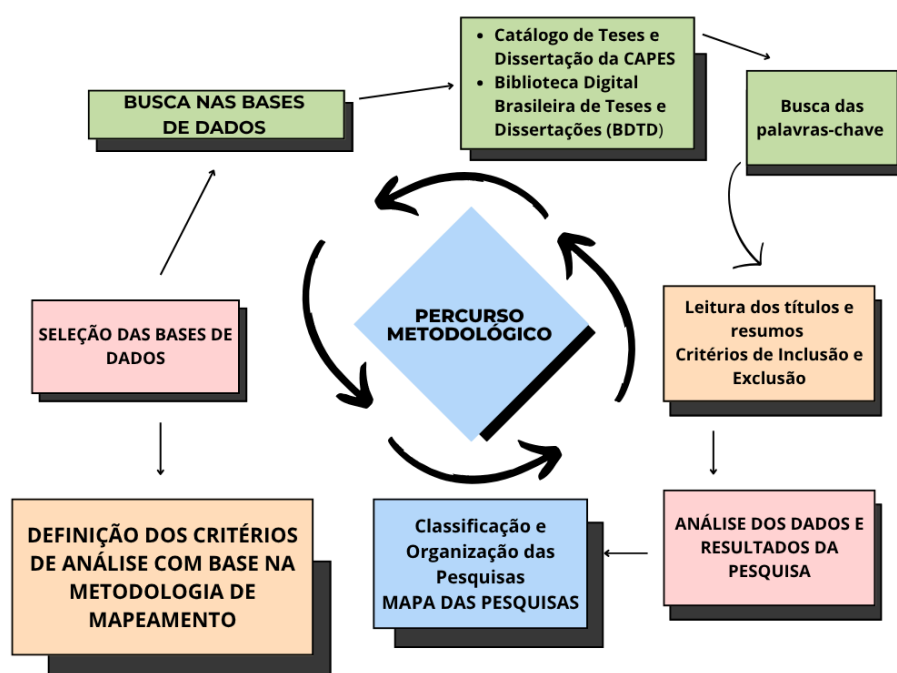 BUSCA NAS BASES
DE DADOS
• Catálogo de Teses e
Dissertação da CAPES
• Biblioteca Digital
Brasileira de Teses e
Dissertações (BDTD)
Busca das
palavras-chave
SELEÇÃO DAS BASES DE
DADOS
PERCURSO
METODOLÓGICO
Leitura dos títulos e
resumos
Critérios de Inclusão e
Exclusão
DEFINIÇÃO DOS CRITÉRIOS
DE ANÁLISE COM BASE NA
METODOLOGIA DE
MAPEAMENTO
Classificação e
Organização das
Pesquisas
MAPA DAS PESQUISAS
ANÁLISE DOS DADOS E
RESULTADOS DA
PESQUISA